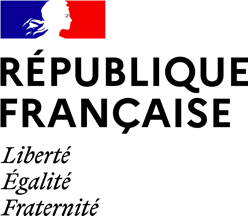 RÉPUBLIQUE
FRANÇAISE
Liberté
Égalité
Fraternité